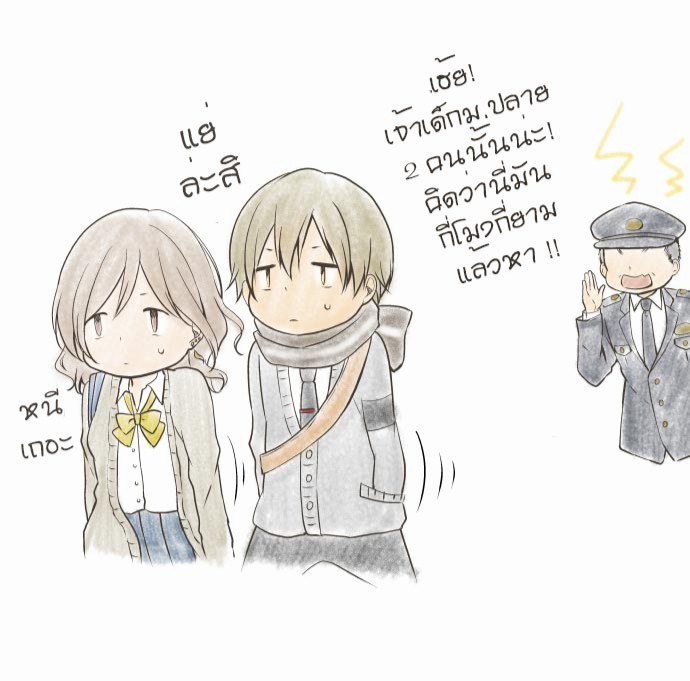 เฮ้ย!
เจ้าเด็กม.ปลาย
2 คนนั้นน่ะ!
คิดว่านี่มัน
กี่โมงกี่ยาม
แล้วหา !!
แย่
ล่ะสิ
หนี
เถอะ